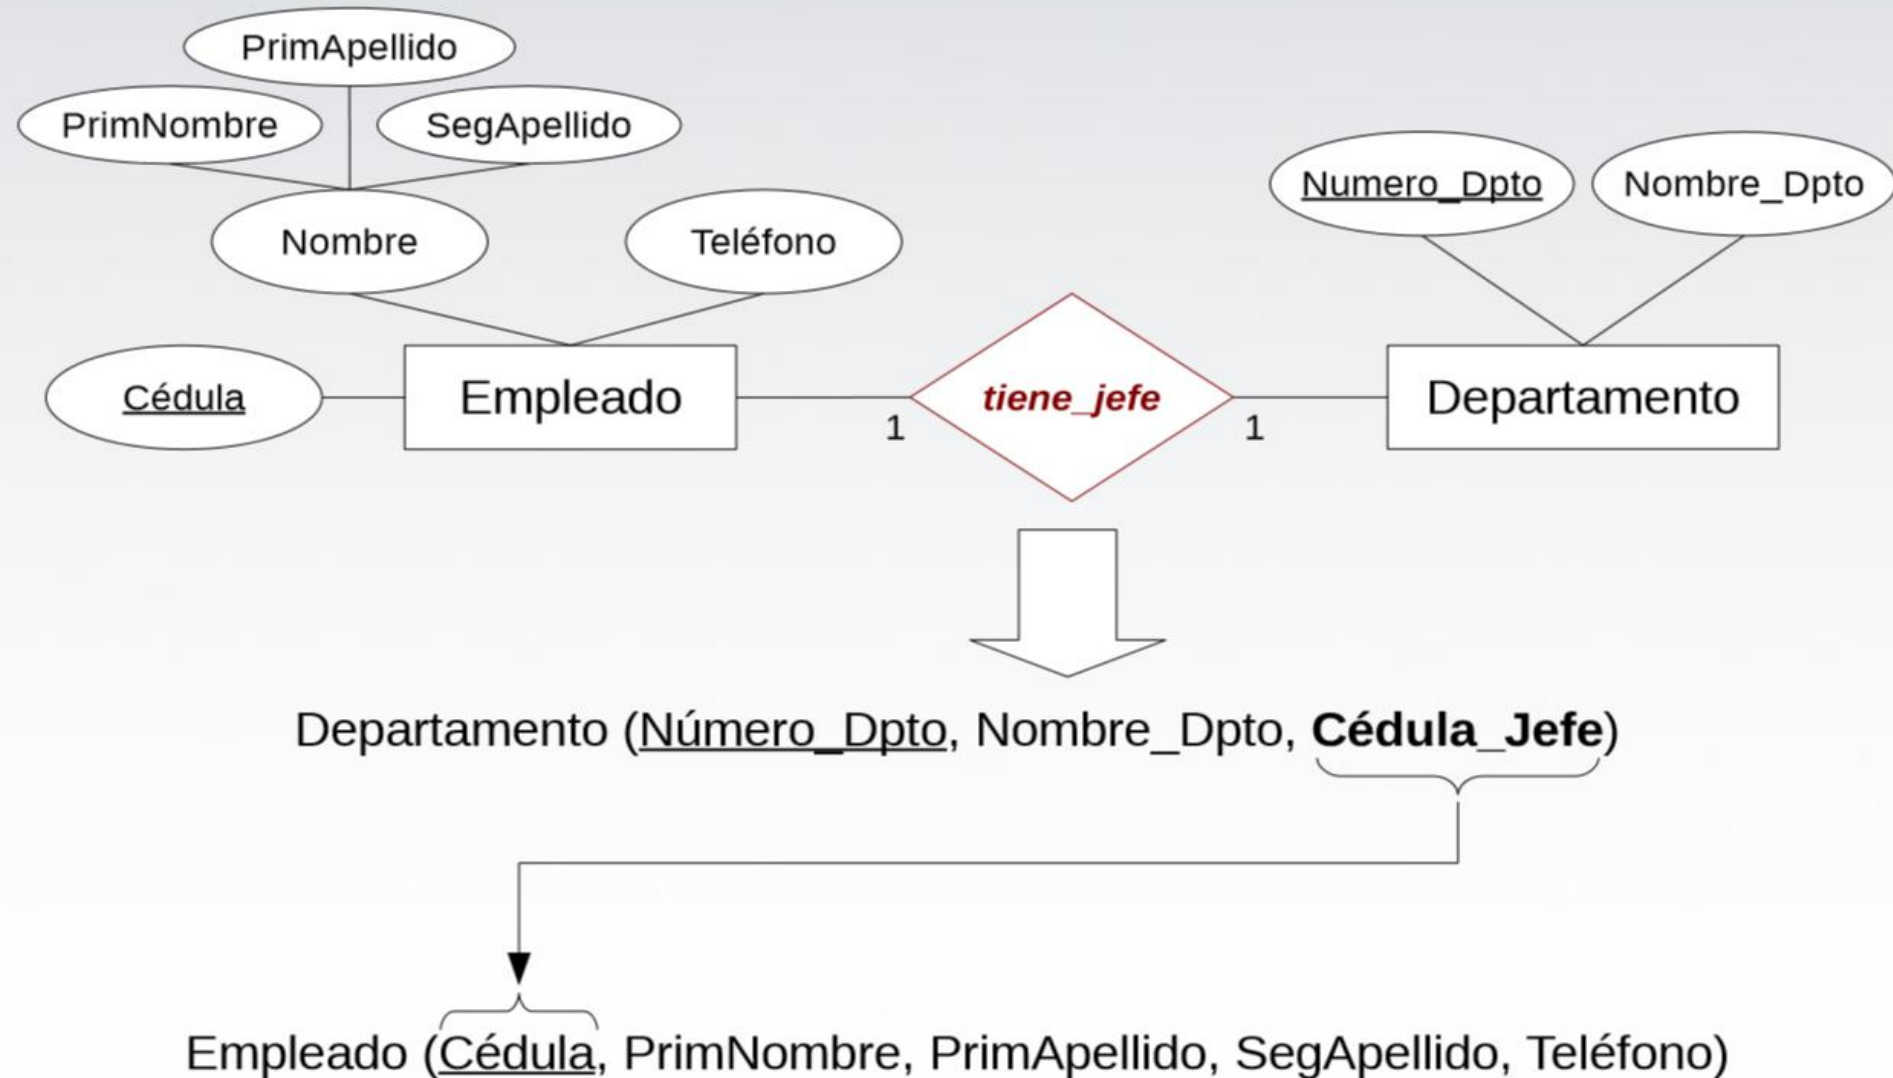 PrimApellido
PrimNombre
SegApellido
Nombre
Teléfono
Numero_Dpto
Nombre_Dpto
Cédula
Empleado
tiene_jefe
Departamento
1
1
Departamento (Número_Dpto, Nombre_Dpto, Cédula_Jefe)
Empleado (Cédula, PrimNombre, PrimApellido, SegApellido, Teléfono)